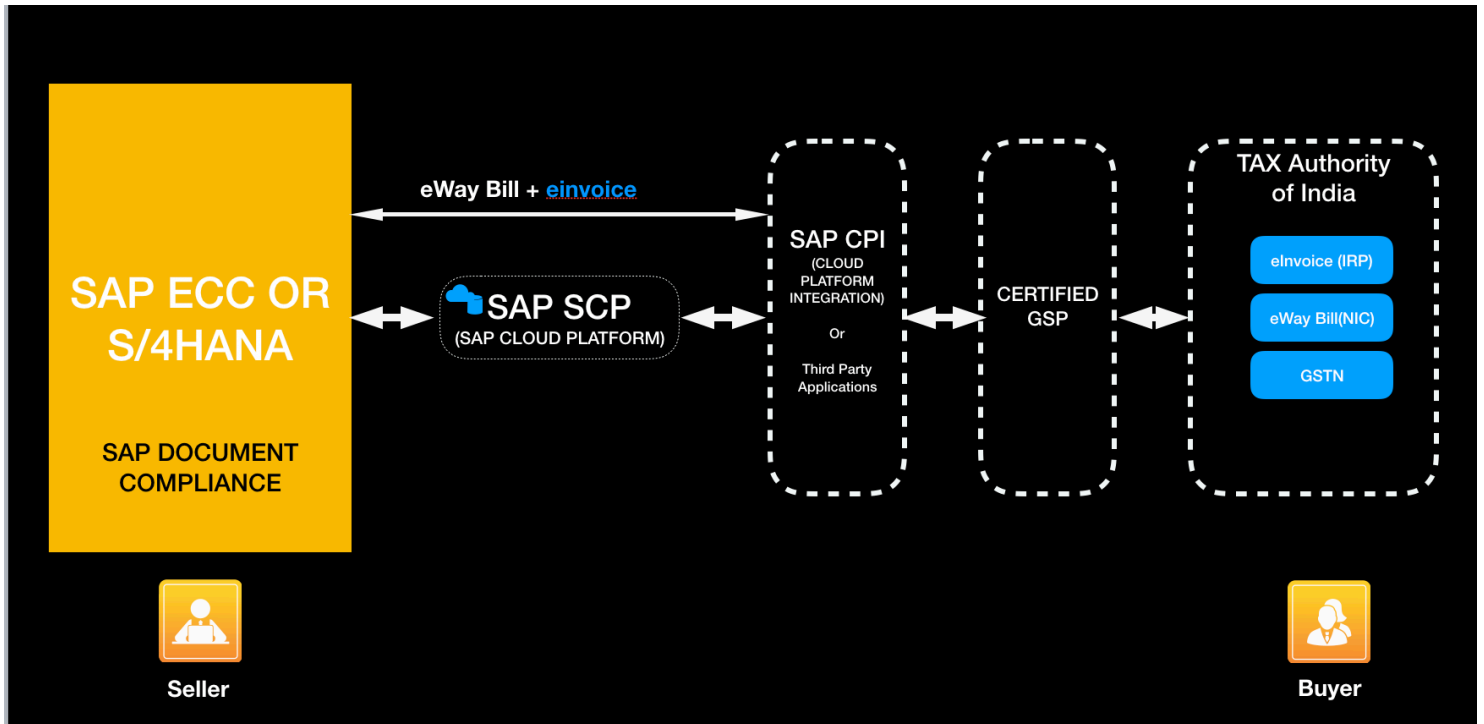 eWay Bill + einvoice
SAP ECC OR
S/4HANA
SAP DOCUMENT
COMPLIANCE
SAP SCP
(SAP CLOUD PLATFORM)
SAP CPI
(CLOUD
PLATFORM
INTEGRATION)
Or
Third Party
Applications
CERTIFIED
GSP
TAX Authority
of India
eInvoice (IRP)
eWay Bill(NIC)
GSTN
Seller
Buyer